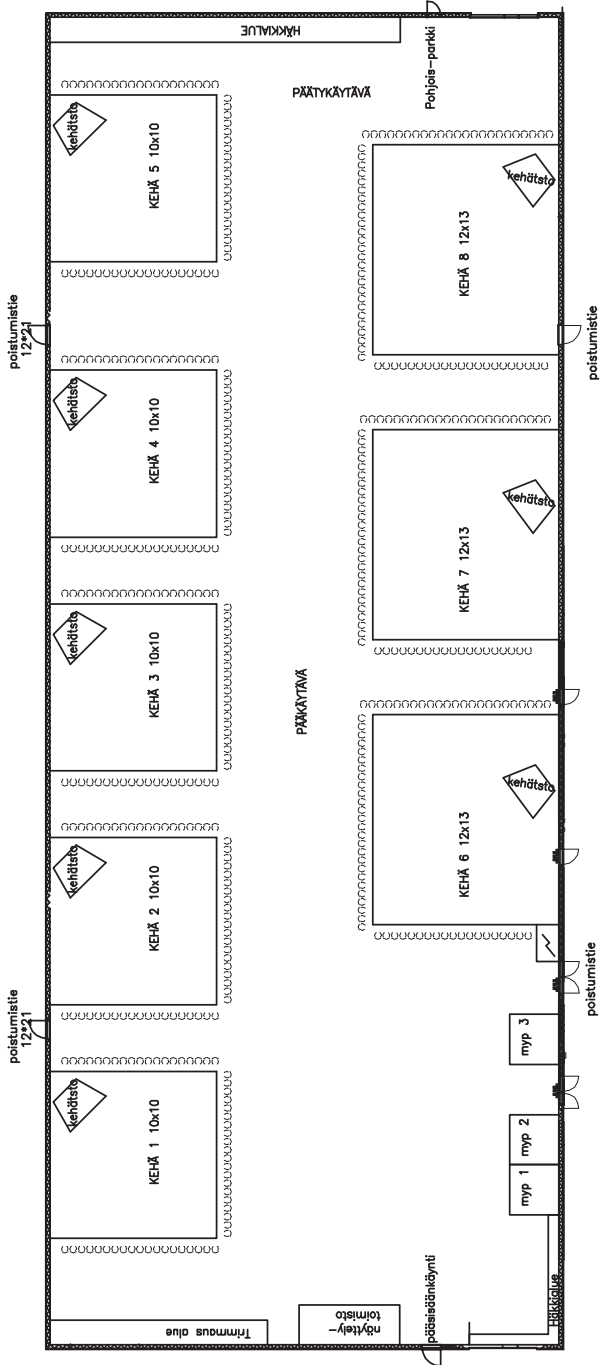 HÄKKIALUE
PÄÄTYKÄYTÄVÄ
Pohjois-parkki
kehätsto
KEHÄ 5 10x10
kehätsto
KEHÄ 8 12x13
poistumistie
12*21
poistumistie
kehätsto
KEHÄ 4 10x10
kehätsto
KEHÄ 7 12x13
kehätsto
KEHÄ 3 10x10
PÄÄKÄYTÄVÄ
kehätsto
KEHÄ 6 12x13
kehätsto
KEHÄ 2 10x10
poistumistie
12*21
poistumistie
myp 3
kehätsto
KEHÄ 1 10x10
myp 2
myp 1
pääsisäänkäynti
Häkkialue
Trimmaus alue
näyttely-
toimisto